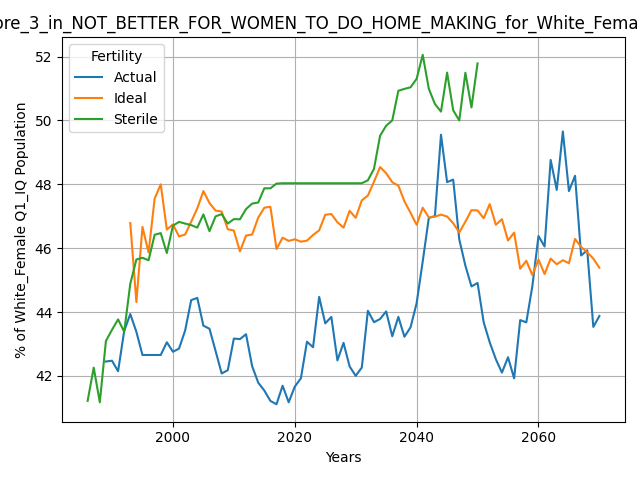 ore_3_in_NOT_BETTER_FOR_WOMEN_TO_DO_HOME_MAKING_for_White_Fema
Fertility
Actual
Ideal
Sterile
% of White_Female Q1_IQ Population
52
50
48
46
44
42
2000
2020
2040
2060
Years